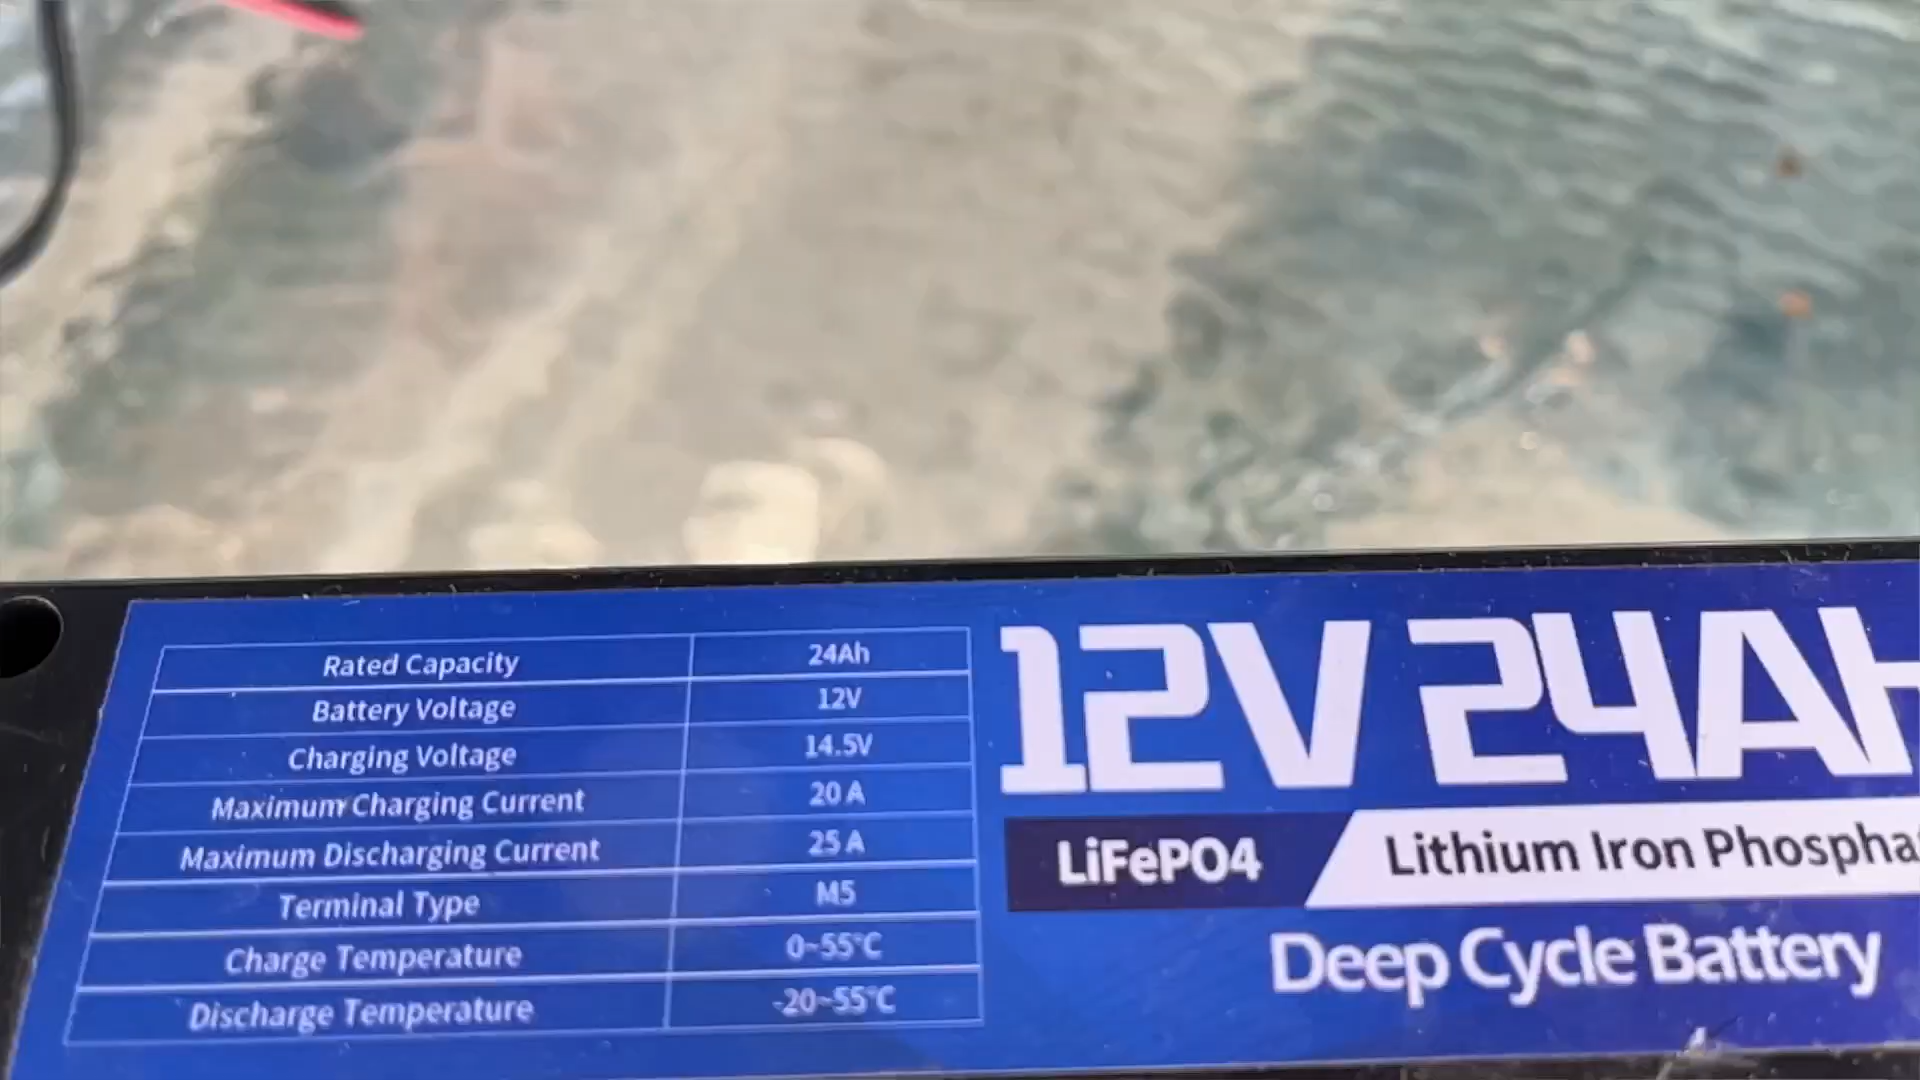 Rated Capacity 24Ah
Battery Voltage 12V
Charging Voltage 14.5V
Maximum Charging Current 20 A
Maximum Discharging Current 25 A
Terminal Type M5
Charge Temperature 0~55°C
Discharge Temperature -20~55°C
12V 24AH
LiFePO4 Lithium Iron Phospha
Deep Cycle Battery